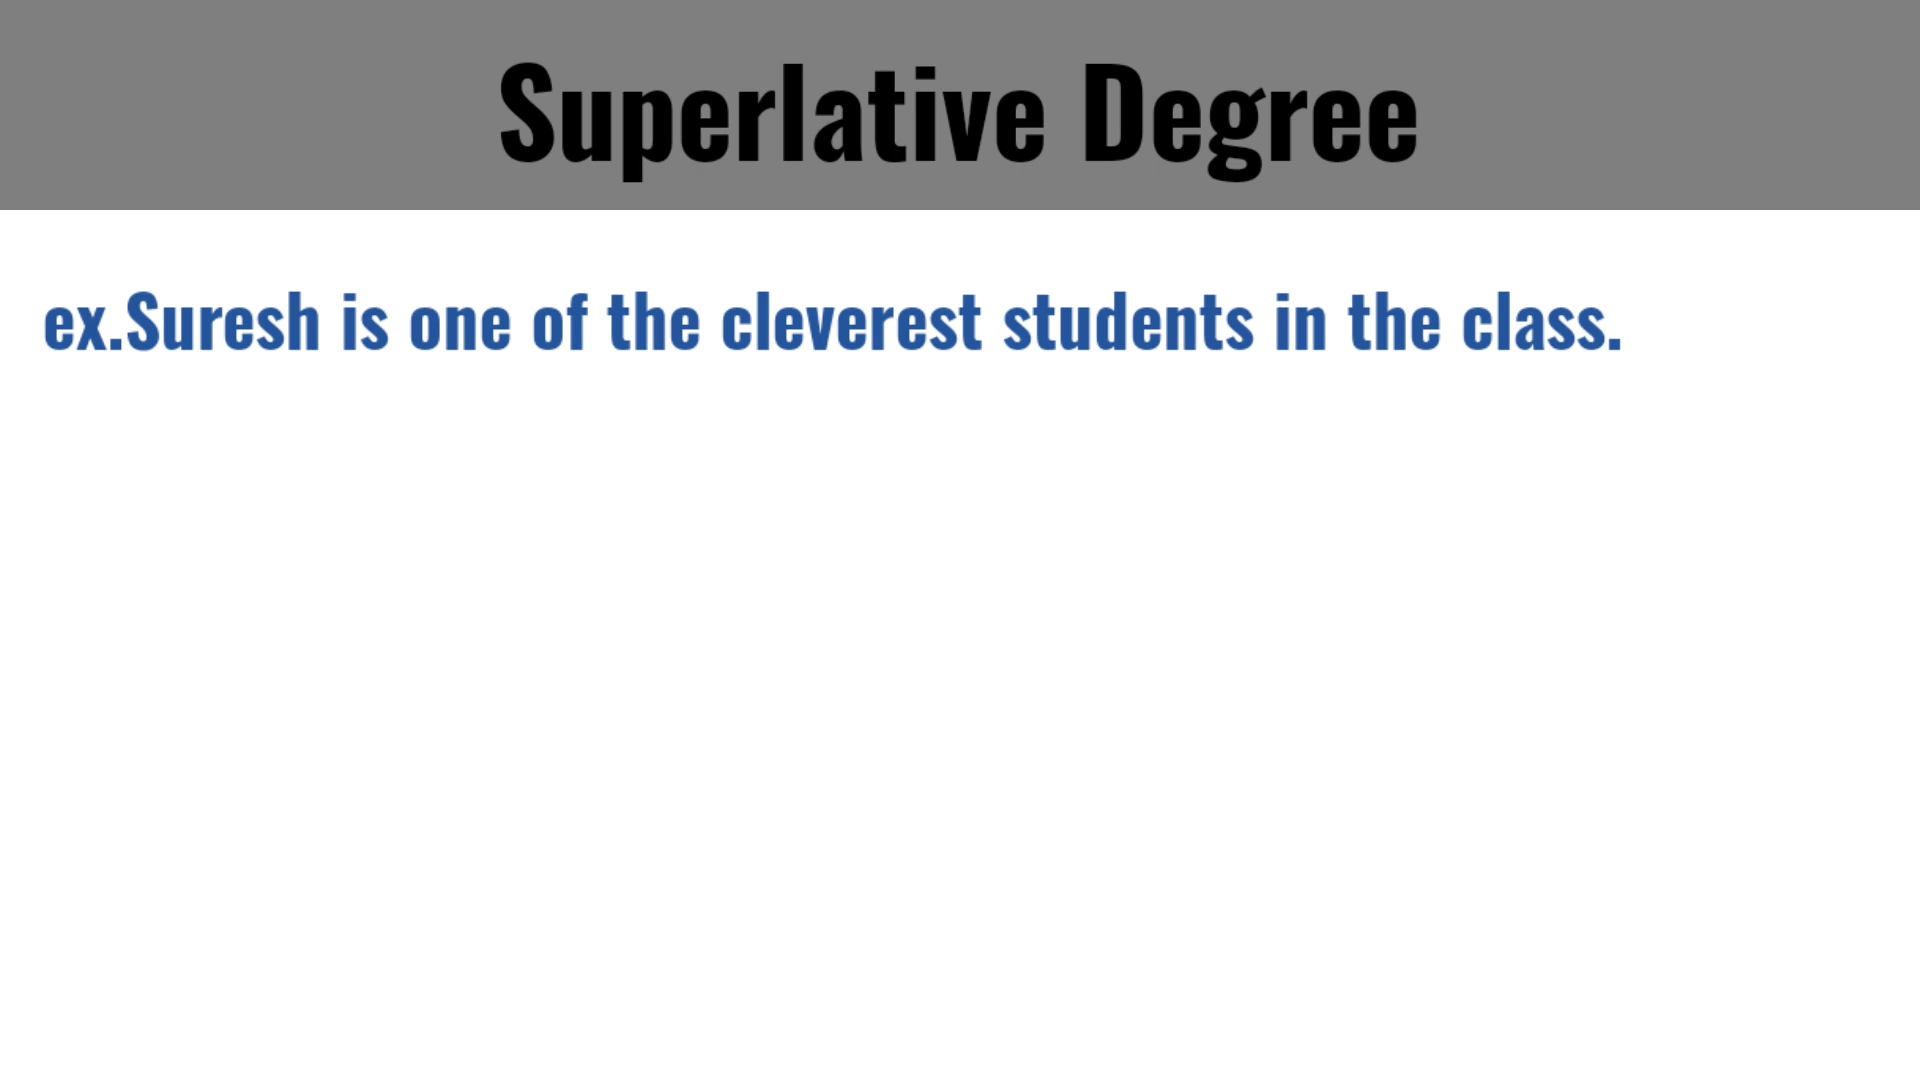 Superlative Degree
ex.Suresh is one of the cleverest students in the class.